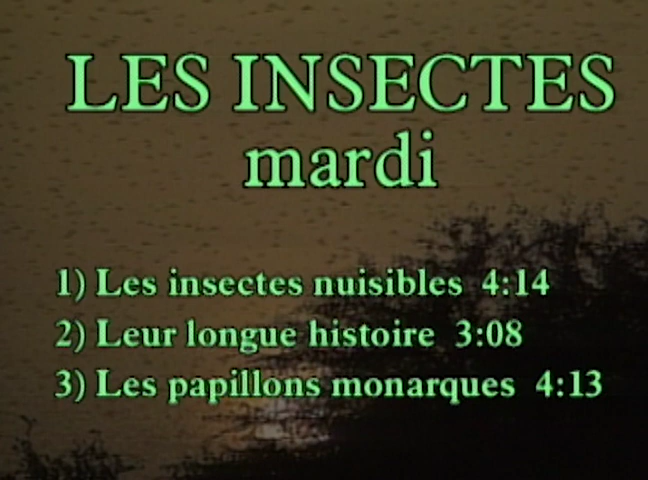 LES INSECTES
mardi
1) Les insectes nuisibles 4:14
2) Leur longue histoire 3:08
3) Les papillons monarques 4:13